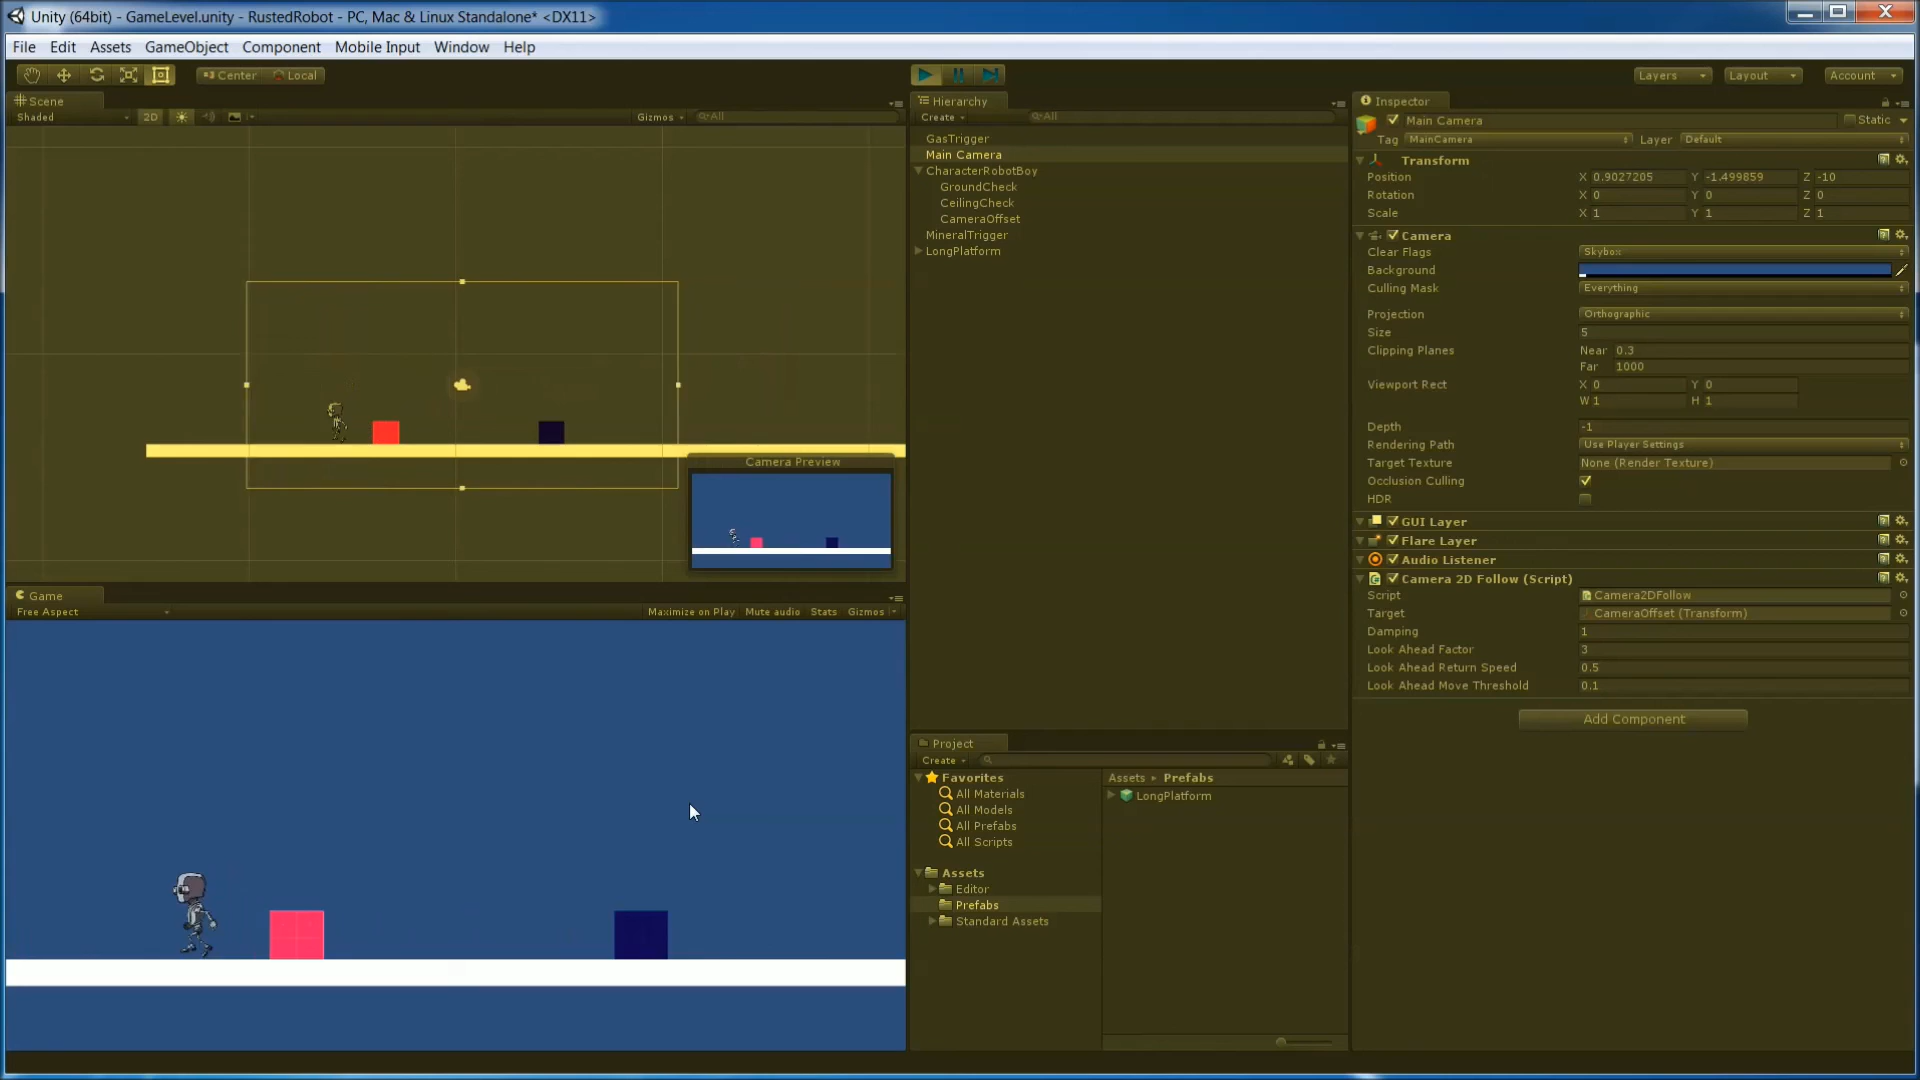 Unity (64bit) - GameLevel.unity - RustedRobot - PC, Mac & Linux Standalone* <DX11>
File Edit Assets GameObject Component Mobile Input Window Help
Center Local Layers Layout Account
Scene
Shaded 2D Gizmos All
Hierarchy
Create All
GasTrigger
Main Camera
CharacterRobotBoy
GroundCheck
CeilingCheck
CameraOffset
MineralTrigger
LongPlatform
Camera Preview
Game
Free Aspect Maximize on Play Mute audio Stats Gizmos
Project
Create
Favorites
All Materials
All Models
All Prefabs
All Scripts
Assets
Editor
Prefabs
Standard Assets
Assets Prefabs
LongPlatform
Inspector
Main Camera Static
Tag MainCamera Layer Default
Transform
Position X 0.9027205 Y -1.499859 Z -10
Rotation X 0 Y 0 Z 0
Scale X 1 Y 1 Z 1
Camera
Clear Flags Skybox
Background
Culling Mask Everything
Projection Orthographic
Size 5
Clipping Planes Near 0.3
Far 1000
Viewport Rect X 0 Y 0
W 1 H 1
Depth -1
Rendering Path Use Player Settings
Target Texture None (Render Texture)
Occlusion Culling
HDR
GUI Layer
Flare Layer
Audio Listener
Camera 2D Follow (Script)
Script Camera2DFollow
Target CameraOffset (Transform)
Damping 1
Look Ahead Factor 3
Look Ahead Return Speed 0.5
Look Ahead Move Threshold 0.1
Add Component